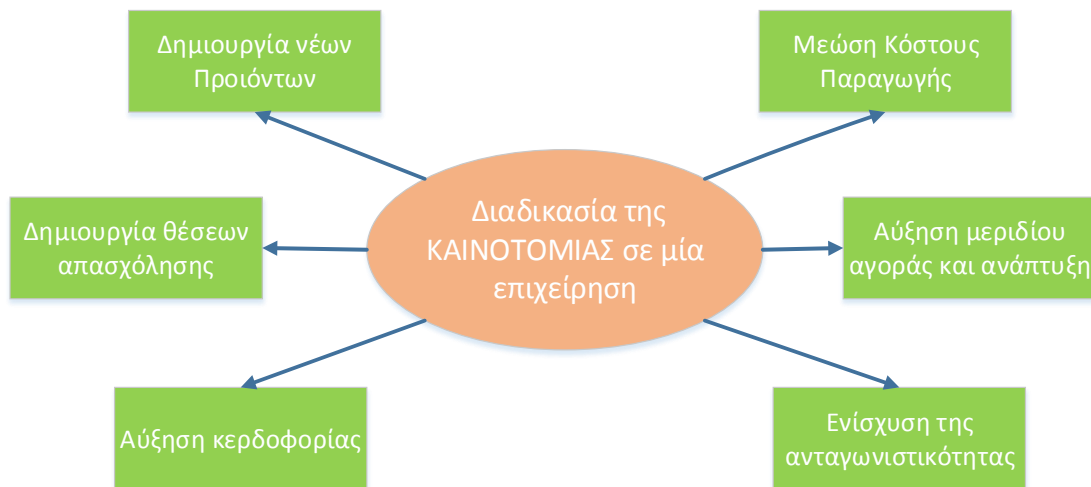 Δημιουργία νέων
Προιόντων
Μεώση Κόστους
Παραγωγής
Διαδικασία της
ΚΑΙΝΟΤΟΜΙΑΣ σε μία
επιχείρηση
Δημιουργία θέσεων
απασχόλησης
Αύξηση μεριδίου
αγοράς και ανάπτυξη
Αύξηση κερδοφορίας
Ενίσχυση της
ανταγωνιστικότητας